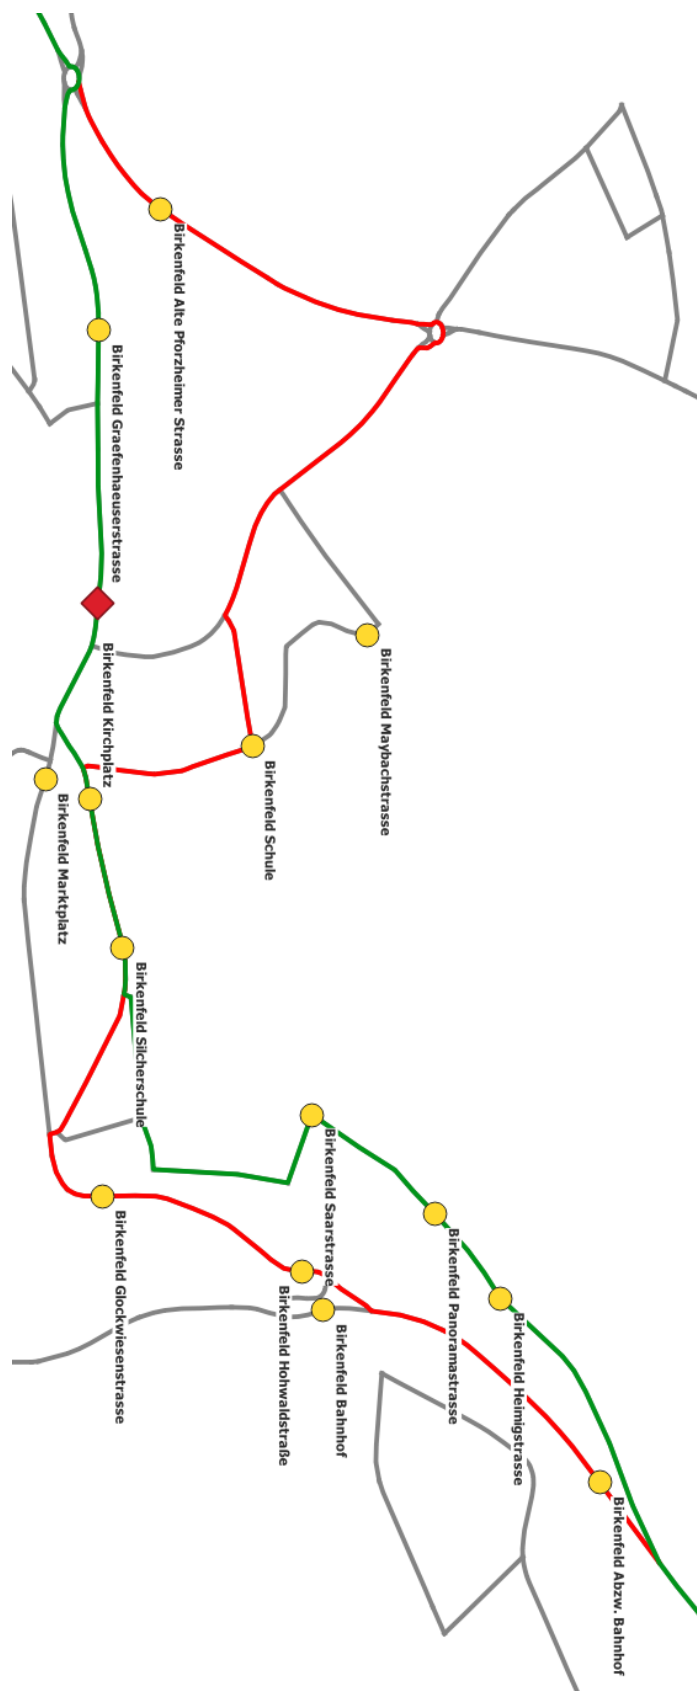 Birkenfeld Alte Pforzheimer Strasse
Birkenfeld Graefenhaeuserstrasse
Birkenfeld Kirchplatz
Birkenfeld Maybachstrasse
Birkenfeld Schule
Birkenfeld Marktplatz
Birkenfeld Silcherschule
Birkenfeld Saarstrasse
Birkenfeld Glockwiesenstrasse
Birkenfeld Panoramastrasse
Birkenfeld Hohwaldstraße
Birkenfeld Bahnhof
Birkenfeld Heimigstrasse
Birkenfeld Abzw. Bahnhof